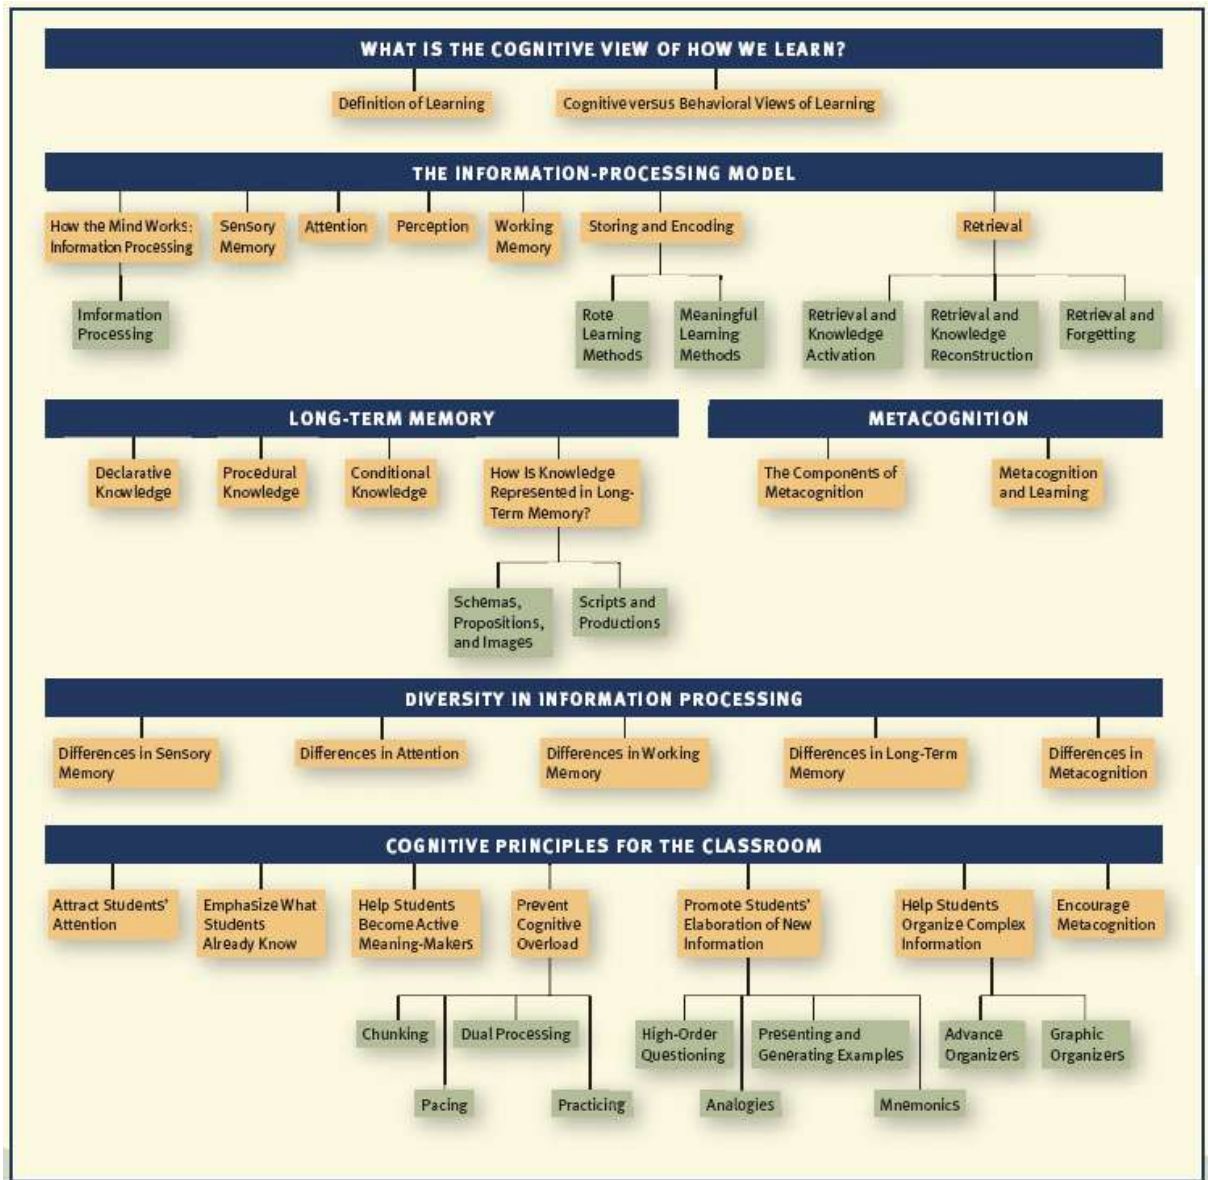 WHAT IS THE COGNITIVE VIEW OF HOW WE LEARN?
Definition of Learning
Cognitive versus Behavioral Views of Learning
THE INFORMATION-PROCESSING MODEL
How the Mind Works:
Information Processing
Sensory
Memory
Attention
Perception
Working
Memory
Storing and Encoding
Retrieval
Imformation
Processing
Rote
Learning
Methods
Meaningful
Learning
Methods
Retrieval and
Knowledge
Activation
Retrieval and
Knowledge
Reconstruction
Retrieval and
Forgetting
LONG-TERM MEMORY
Declarative
Knowledge
Procedural
Knowledge
Conditional
Knowledge
How Is Knowledge
Represented in Long-
Term Memory?
Schemas,
Propositions,
and Images
Scripts and
Productions
METACOGNITION
The Components of
Metacognition
Metacognition
and Learning
DIVERSITY IN INFORMATION PROCESSING
Differences in Sensory
Memory
Differences in Attention
Differences in Working
Memory
Differences in Long-Term
Memory
Differences in
Metacognition
COGNITIVE PRINCIPLES FOR THE CLASSROOM
Attract Students'
Attention
Emphasize What
Students
Already Know
Help Students
Become Active
Meaning-Makers
Prevent
Cognitive
Overload
Promote Students'
Elaboration of New
Information
Help Students
Organize Complex
Information
Encourage
Metacognition
Chunking
Dual Processing
Pacing
Practicing
High-Order
Questioning
Presenting and
Generating Examples
Analogies
Mnemonics
Advance
Organizers
Graphic
Organizers